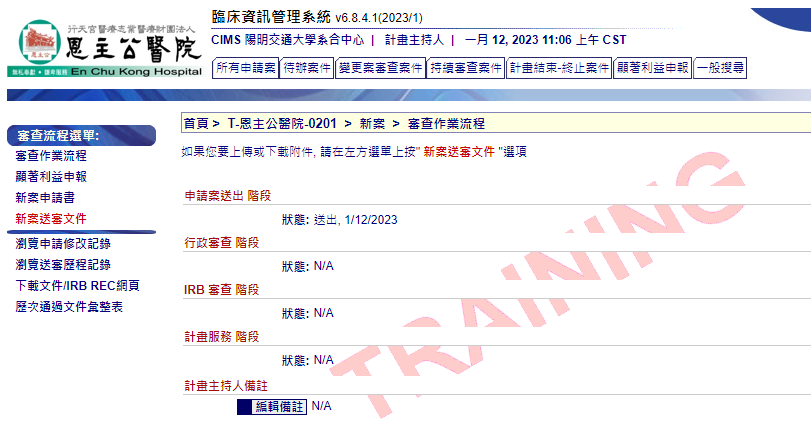 行天宮醫療志業醫療財團法人
恩主公醫院
無私奉獻•健康服務
En Chu Kong Hospital
臨床資訊管理系統 v6.8.4.1(2023/1)
CIMS 陽明交通大學系合中心 | 計畫主持人 | 一月 12, 2023 11:06 上午 CST
所有申請案 待辦案件 變更案審查案件 持續審查案件 計畫結束-終止案件 顯著利益申報 一般搜尋
審查流程選單:
審查作業流程
顯著利益申報
新案申請書
新案送審文件
瀏覽申請修改記錄
瀏覽送審歷程記錄
下載文件/IRB REC網頁
歷次通過文件彙整表
首頁 > T-恩主公醫院-0201 > 新案 > 審查作業流程
如果您要上傳或下載附件, 請在左方選單上按" 新案送審文件 "選項
申請案送出 階段
狀態: 送出, 1/12/2023
行政審查 階段
狀態: N/A
IRB 審查 階段
狀態: N/A
計畫服務 階段
狀態: N/A
計畫主持人備註
編輯備註 N/A
TRAINING